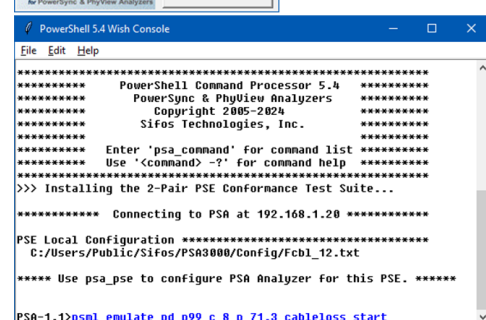 PowerSync & PhyView Analyzers
PowerShell 5.4 Wish Console
File Edit Help
**************************************************************
********** PowerShell Command Processor 5.4 **********
********** PowerSync & PhyView Analyzers **********
********** Copyright 2005-2024 **********
********** Sifos Technologies, Inc. **********
********** **********
********** Enter 'psa_command' for command list **********
********** Use '<command> -?' for command help **********
**************************************************************
>>> Installing the 2-Pair PSE Conformance Test Suite...
************ Connecting to PSA at 192.168.1.20 ************
PSE Local Configuration *************************************
C:/Users/Public/Sifos/PSA3000/Config/Fcbl_12.txt
***** Use psa_pse to configure PSA Analyzer for this PSE. ******
PSA-1,1>psml_emulate_pd p99 c 8 p 71.3 cableloss start